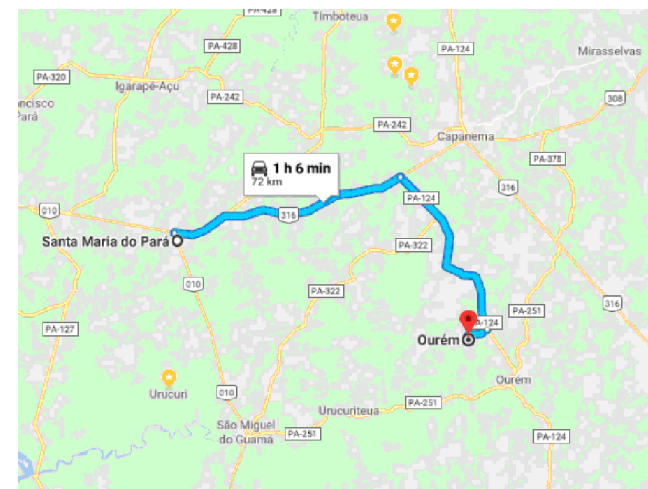 PA-428
Timboteua
PA-428
PA-124
Mirasselvas
PA-320
Igarapé-Açu
PA-242
308
ncisco
Pará
PA-242
Capanema
PA-378
1 h 6 min
72 km
316
PA-124
010
316
Santa Maria do Pará
PA-322
010
PA-322
316
PA-127
PA-251
A-124
Ourém
Ourém
Urucuri
010
Urucuriteua
PA-251
São Miguel
do Guamá
PA-251
PA-124